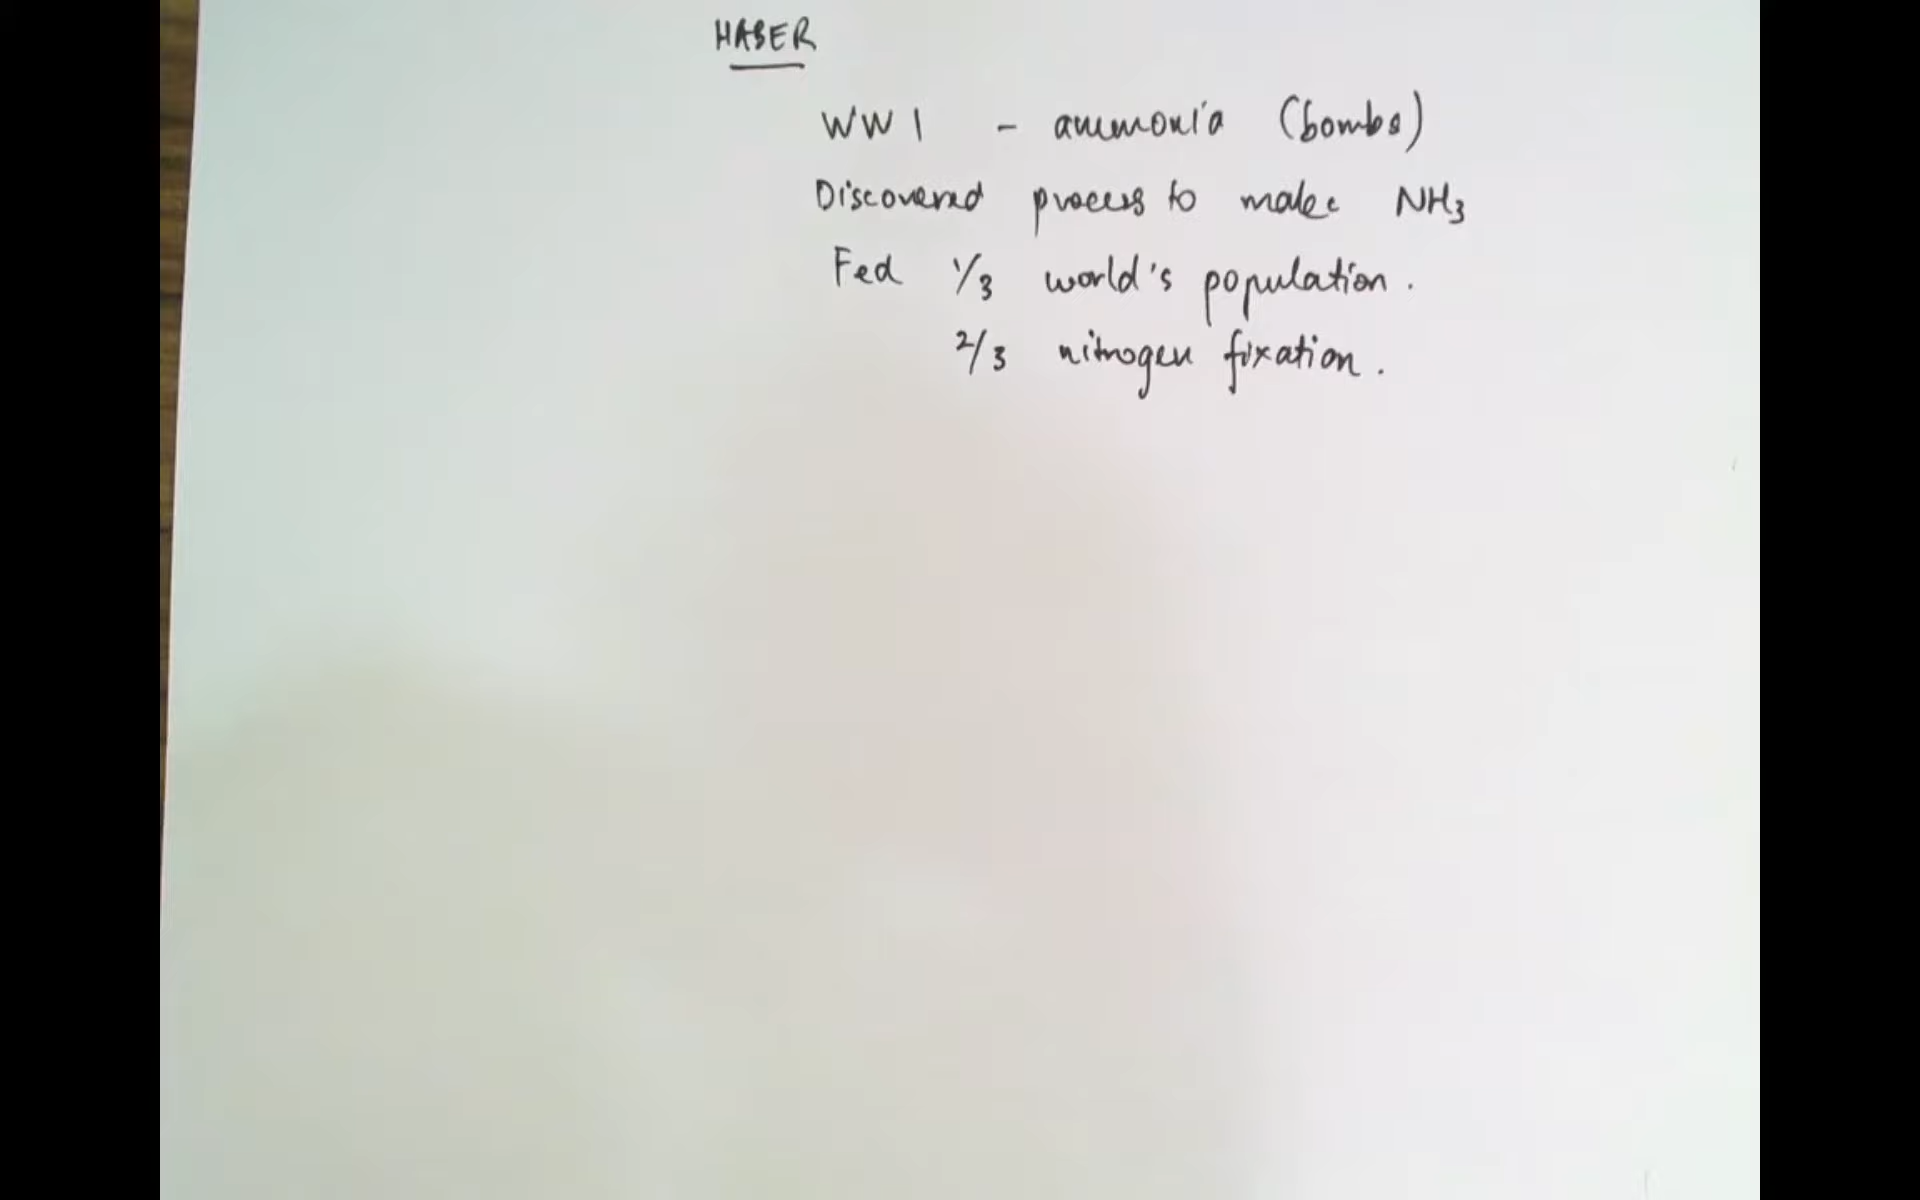 HABER
WW1 - ammonia (bombs)
Discovered process to make NH₃
Fed 1/3 world's population.
2/3 nitrogen fixation.